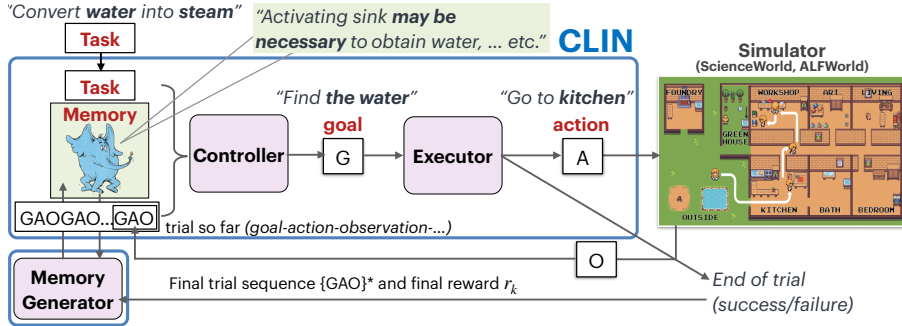 "Convert water into steam"
"Activating sink may be
necessary to obtain water, ... etc."
CLIN
Task
Task
Memory
"Find the water"
goal
"Go to kitchen"
action
Controller
G
Executor
A
Simulator
(ScienceWorld, ALFWorld)
FOUNDRY
WORKSHOP
ART
LIVING
GREEN
HOUSE
A
OUTSIDE
KITCHEN
BATH
BEDROOM
GAOGAO...GAO
trial so far (goal-action-observation-...)
O
Memory
Generator
Final trial sequence {GAO}* and final reward rk
End of trial
(success/failure)